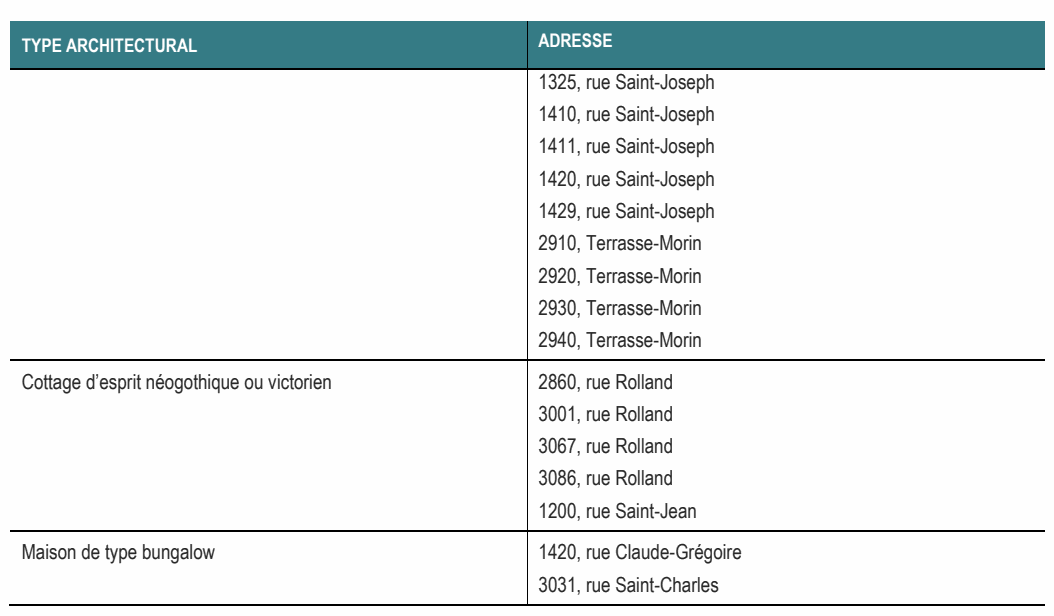 TYPE ARCHITECTURAL
ADRESSE
1325, rue Saint-Joseph
1410, rue Saint-Joseph
1411, rue Saint-Joseph
1420, rue Saint-Joseph
1429, rue Saint-Joseph
2910, Terrasse-Morin
2920, Terrasse-Morin
2930, Terrasse-Morin
2940, Terrasse-Morin
Cottage d'esprit néogothique ou victorien
2860, rue Rolland
3001, rue Rolland
3067, rue Rolland
3086, rue Rolland
1200, rue Saint-Jean
Maison de type bungalow
1420, rue Claude-Grégoire
3031, rue Saint-Charles